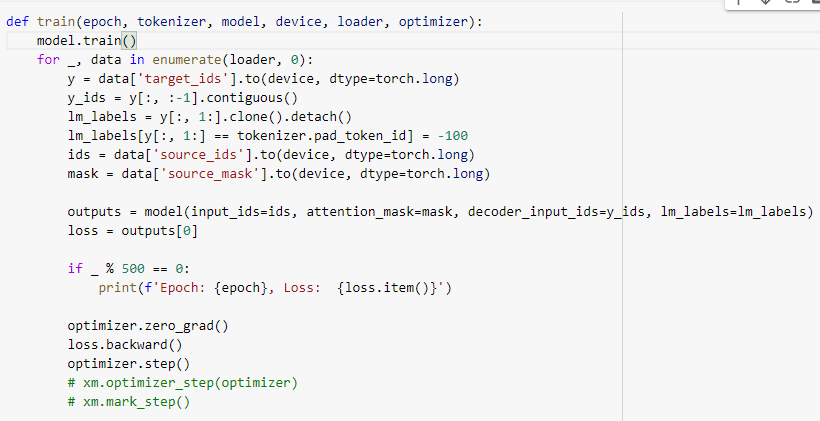 def train(epoch, tokenizer, model, device, loader, optimizer):
    model.train()
    for _, data in enumerate(loader, 0):
        y = data['target_ids'].to(device, dtype=torch.long)
        y_ids = y[:, :-1].contiguous()
        lm_labels = y[:, 1:].clone().detach()
        lm_labels[y[:, 1:] == tokenizer.pad_token_id] = -100
        ids = data['source_ids'].to(device, dtype=torch.long)
        mask = data['source_mask'].to(device, dtype=torch.long)

        outputs = model(input_ids=ids, attention_mask=mask, decoder_input_ids=y_ids, lm_labels=lm_labels)
        loss = outputs[0]

        if _ % 500 == 0:
            print(f'Epoch: {epoch}, Loss:  {loss.item()}')

        optimizer.zero_grad()
        loss.backward()
        optimizer.step()
        # xm.optimizer_step(optimizer)
        # xm.mark_step()